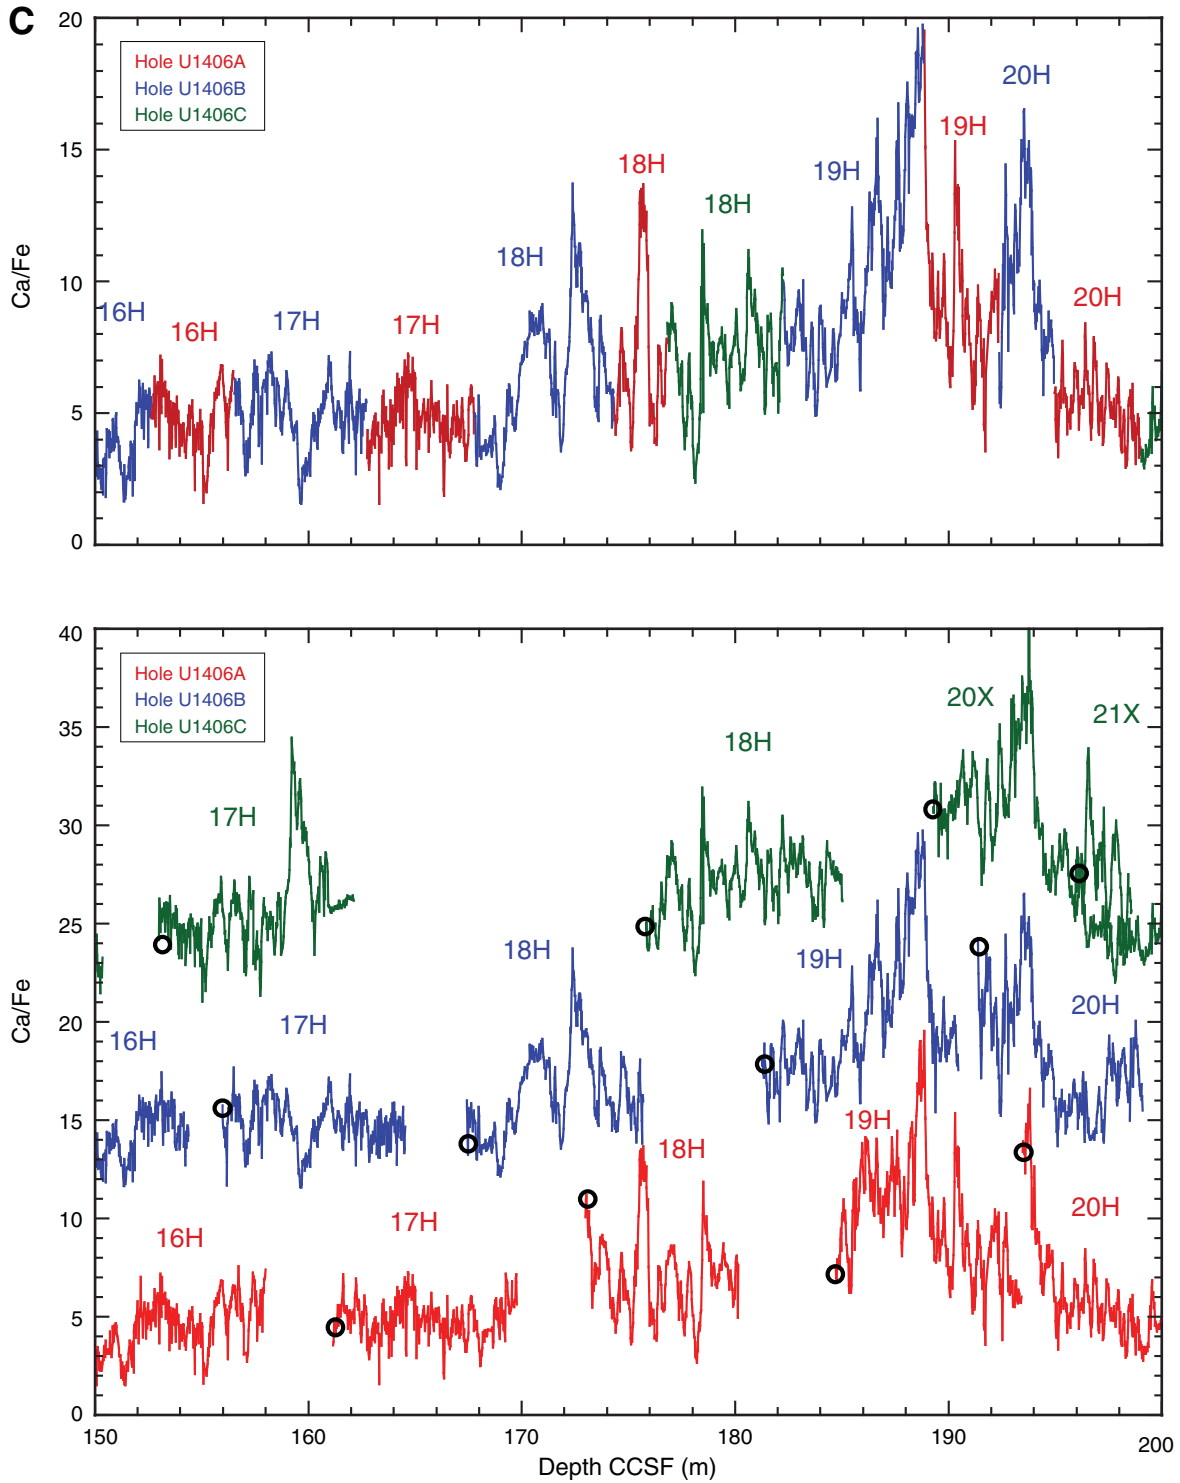 C
20
15
10
5
0
Ca/Fe
Hole U1406A
Hole U1406B
Hole U1406C
16H
16H
17H
17H
18H
18H
18H
19H
19H
20H
20H
40
35
30
25
20
15
10
5
0
Ca/Fe
Hole U1406A
Hole U1406B
Hole U1406C
17H
18H
20X
21X
16H
17H
18H
19H
20H
16H
17H
18H
19H
20H
150
160
170
180
190
200
Depth CCSF (m)